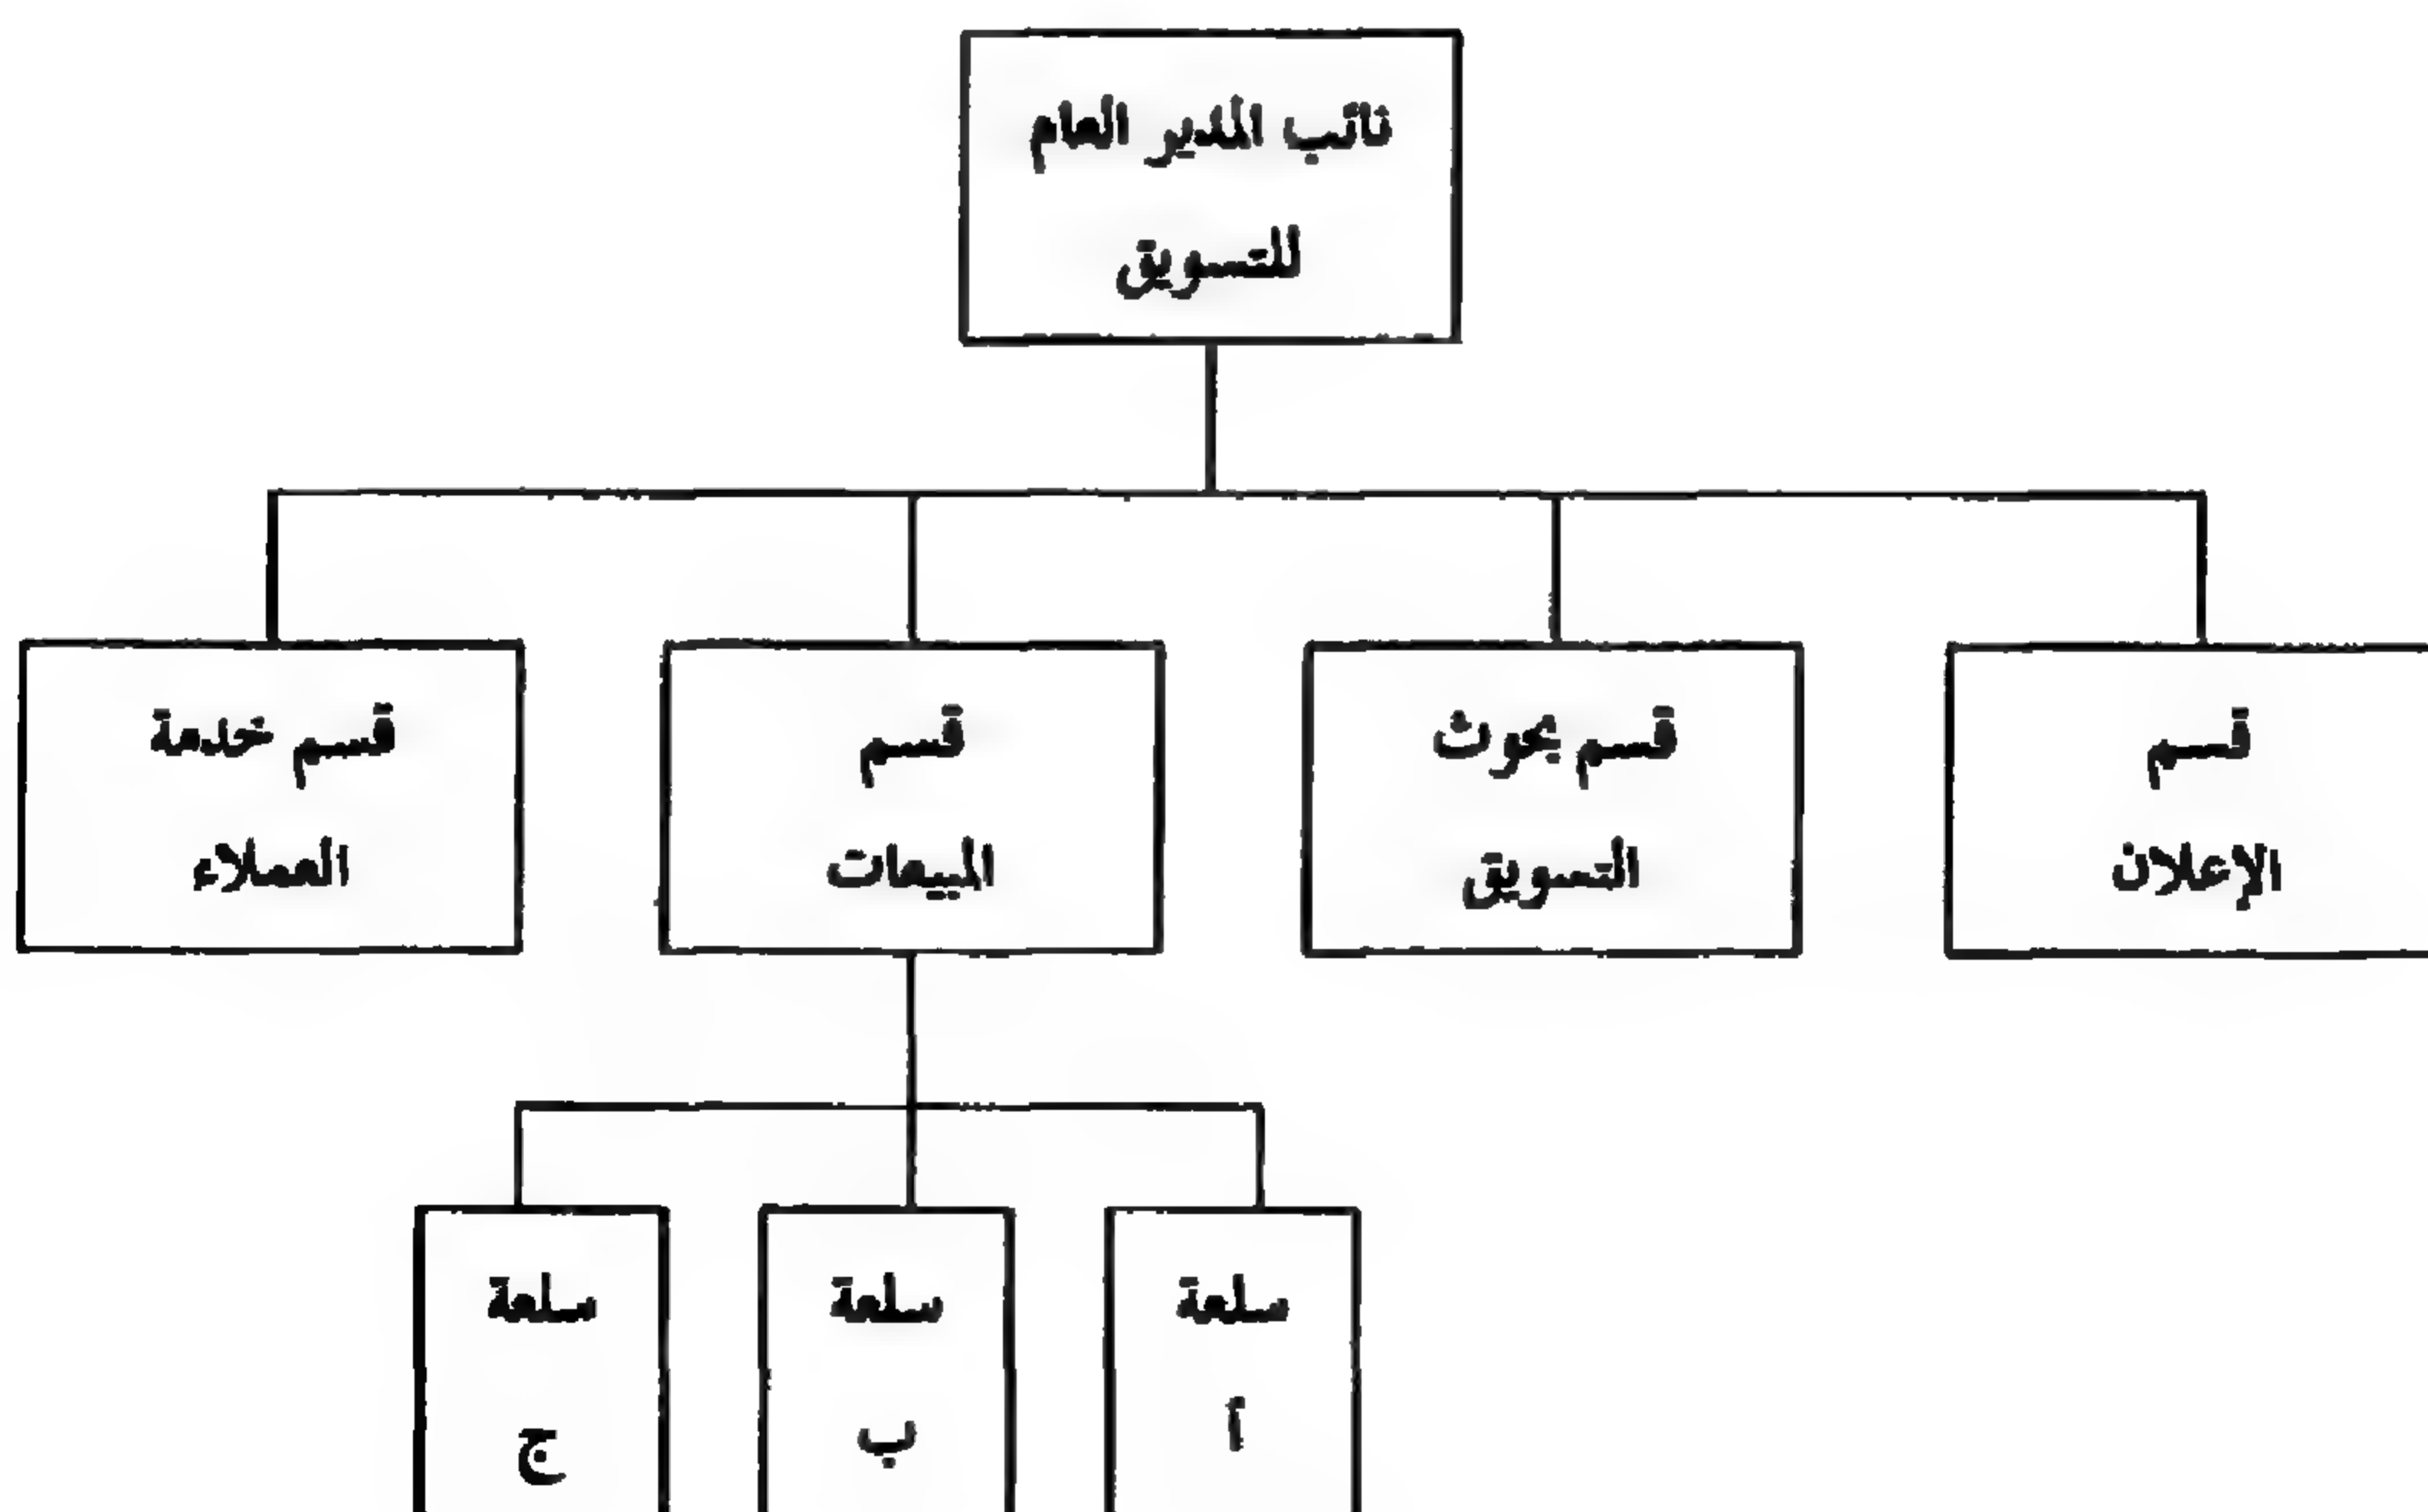 نائب المدير العام
للتسويق
قسم
الإعلان
قسم بحوث
التسويق
قسم
المبيعات
قسم خدمة
العملاء
سلعة
أ
سلعة
ب
سلعة
ج